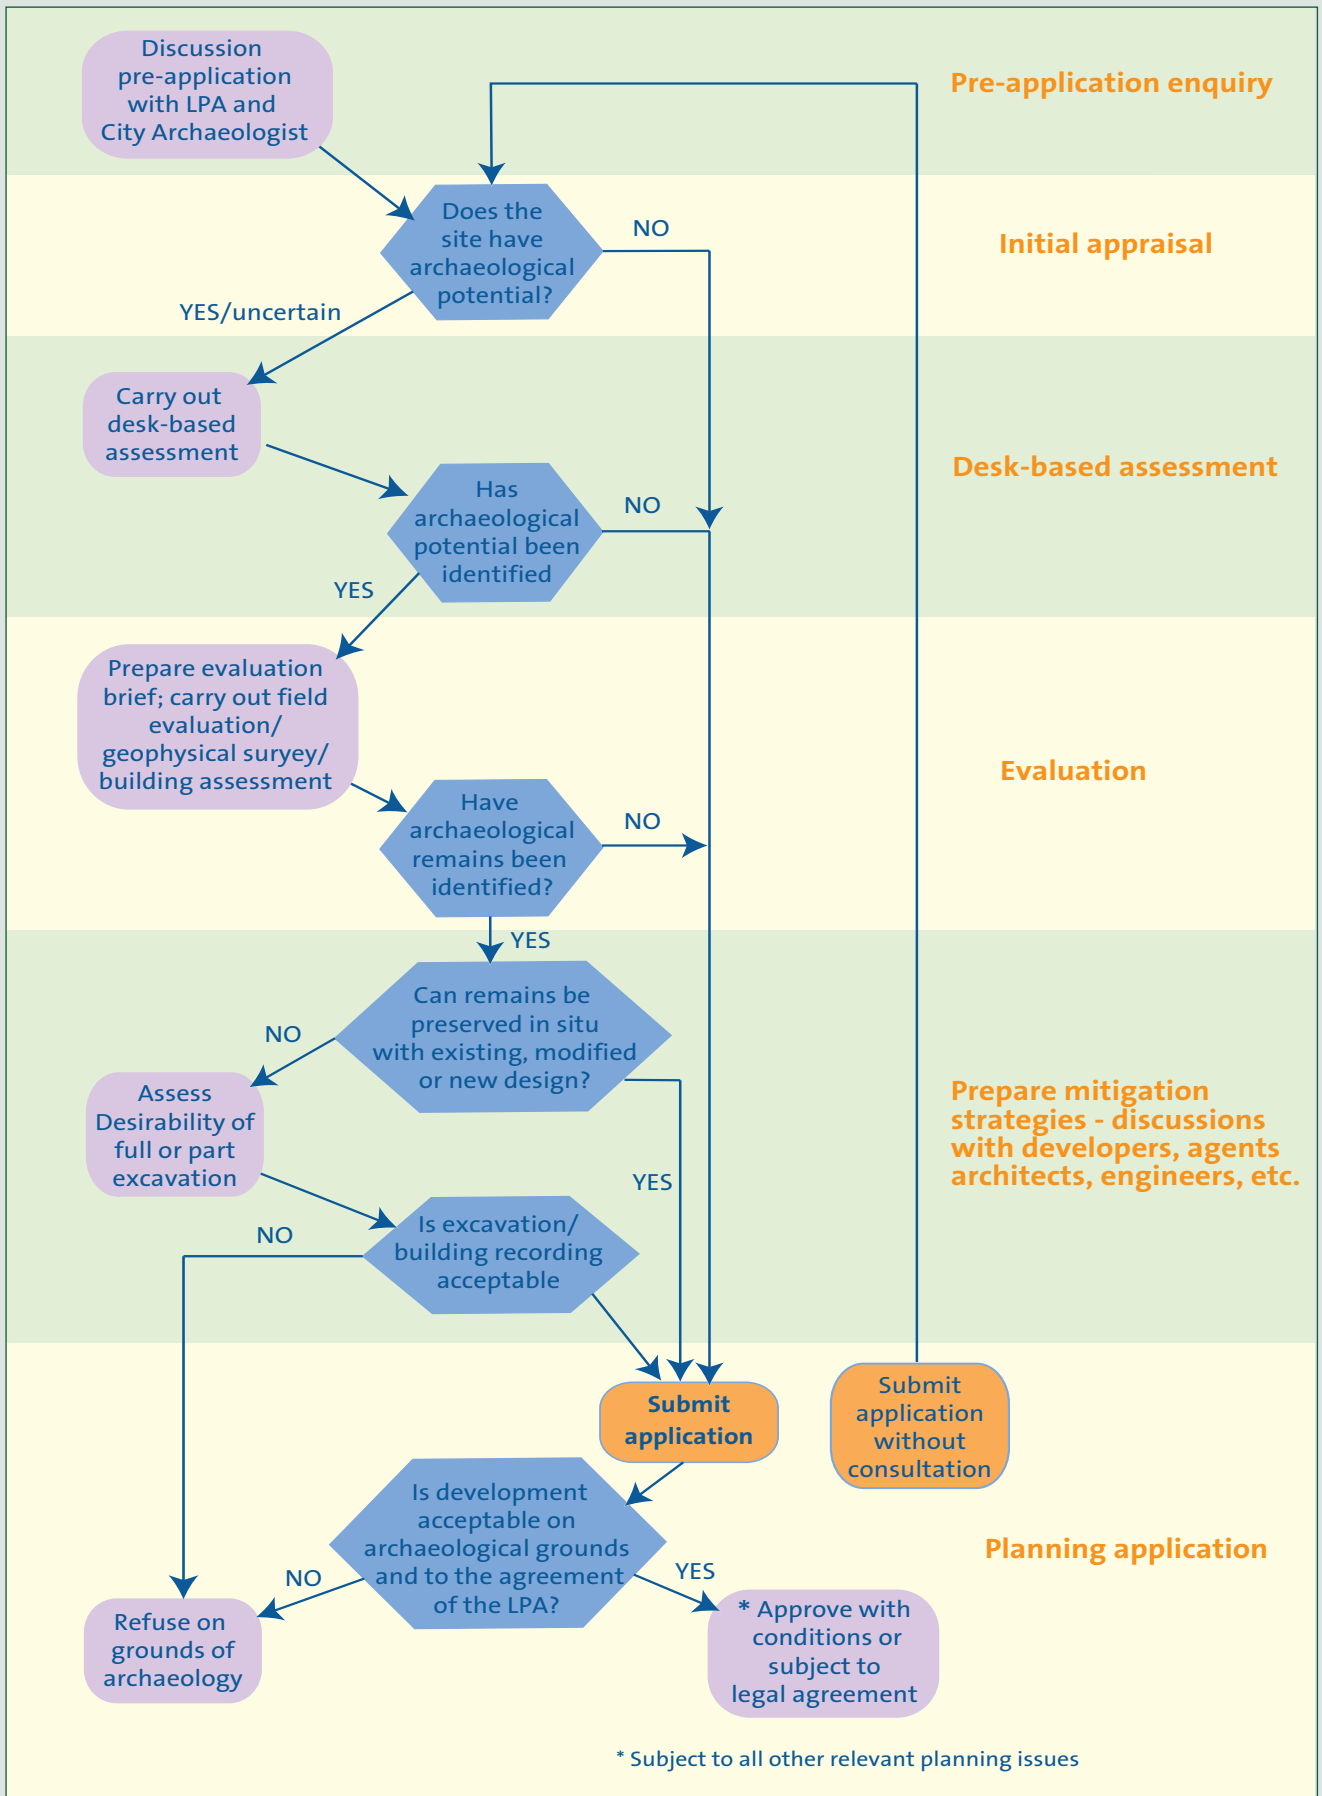 Discussion
pre-application
with LPA and
City Archaeologist
Pre-application enquiry
Does the
site have
archaeological
potential?
NO
Initial appraisal
YES/uncertain
Carry out
desk-based
assessment
Desk-based assessment
Has
archaeological
potential been
identified
NO
YES
Prepare evaluation
brief; carry out field
evaluation/
geophysical suryey/
building assessment
Evaluation
Have
archaeological
remains been
identified?
NO
YES
Can remains be
preserved in situ
with existing, modified
or new design?
NO
Assess
Desirability of
full or part
excavation
Prepare mitigation
strategies - discussions
with developers, agents
architects, engineers, etc.
YES
Is excavation/
building recording
acceptable
NO
Submit
application
Submit
application
without
consultation
Is development
acceptable on
archaeological grounds
and to the agreement
of the LPA?
Planning application
NO
YES
Refuse on
grounds of
archaeology
* Approve with
conditions or
subject to
legal agreement
* Subject to all other relevant planning issues